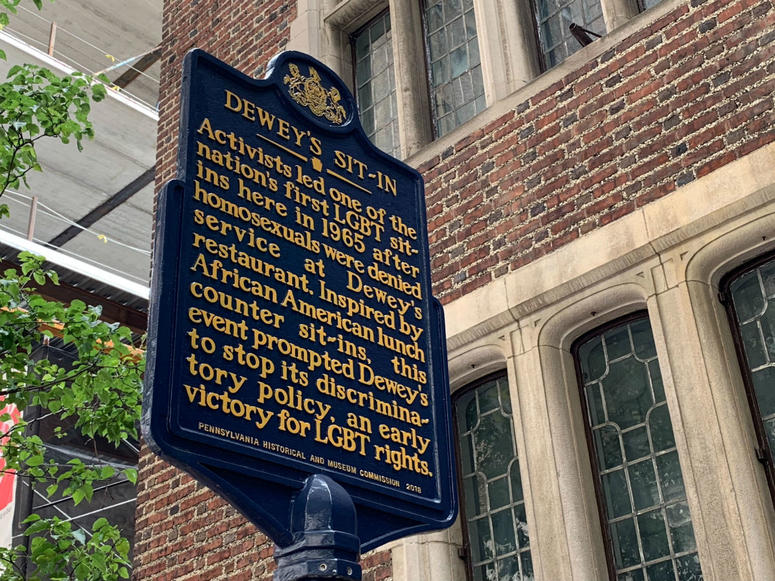 DEWEY'S SIT-IN
Activists led one of the
nation's first LGBT sit-
ins here in 1965 after
homosexuals were denied
service at Dewey's
restaurant. Inspired by
African American lunch
counter sit-ins, this
event prompted Dewey's
to stop its discrimina-
tory policy, an early
victory for LGBT rights.
PENNSYLVANIA HISTORICAL AND MUSEUM COMMISSION 2018